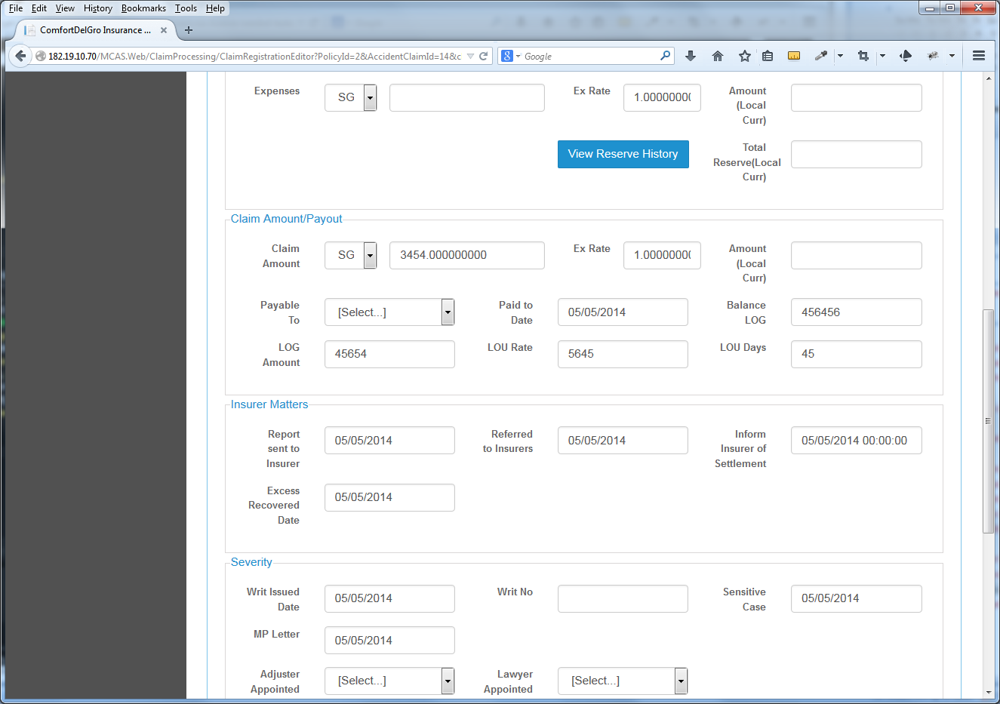 File Edit View History Bookmarks Tools Help
ComfortDelGro Insurance ...
182.19.10.70/MCAS.Web/ClaimProcessing/ClaimRegistrationEditor?PolicyId=2&AccidentClaimId=14&c
8 Google
Expenses SG Ex Rate 1.0000000( Amount
(Local
Curr)
View Reserve History Total
Reserve(Local
Curr)
Claim Amount/Payout
Claim
Amount SG 3454.000000000 Ex Rate 1.0000000( Amount
(Local
Curr)
Payable
To [Select...] Paid to
Date 05/05/2014 Balance
LOG 456456
LOG
Amount 45654 LOU Rate 5645 LOU Days 45
Insurer Matters
Report
sent to
Insurer 05/05/2014 Referred
to Insurers 05/05/2014 Inform
Insurer of
Settlement 05/05/2014 00:00:00
Excess
Recovered
Date 05/05/2014
Severity
Writ Issued
Date 05/05/2014 Writ No Sensitive
Case 05/05/2014
MP Letter 05/05/2014
Adjuster
Appointed [Select...] Lawyer
Appointed [Select...]